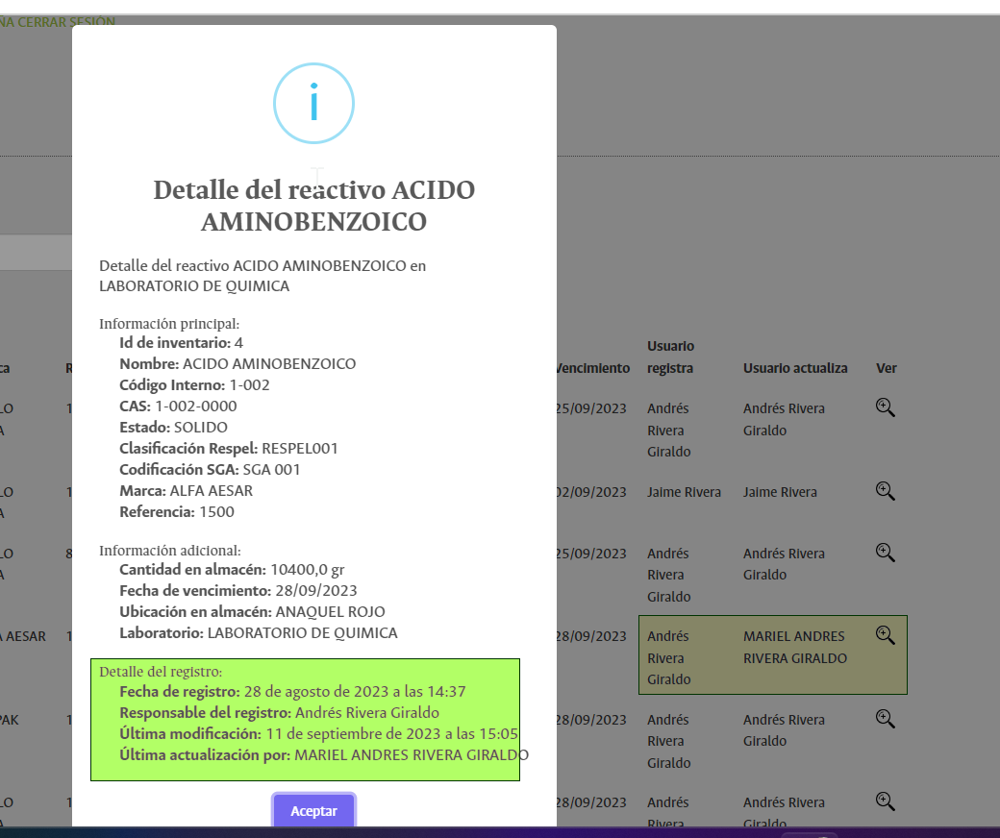 ÑA CERRAR SESIÓN
i
Detalle del reactivo ACIDO
AMINOBENZOICO
Detalle del reactivo ACIDO AMINOBENZOICO en
LABORATORIO DE QUIMICA
Información principal:
Id de inventario: 4
Nombre: ACIDO AMINOBENZOICO
Código Interno: 1-002
CAS: 1-002-0000
Estado: SOLIDO
Clasificación Respel: RESPEL001
Codificación SGA: SGA 001
Marca: ALFA AESAR
Referencia: 1500
Información adicional:
Cantidad en almacén: 10400,0 gr
Fecha de vencimiento: 28/09/2023
Ubicación en almacén: ANAQUEL ROJO
Laboratorio: LABORATORIO DE QUIMICA
Detalle del registro:
Fecha de registro: 28 de agosto de 2023 a las 14:37
Responsable del registro: Andrés Rivera Giraldo
Última modificación: 11 de septiembre de 2023 a las 15:05
Última actualización por: MARIEL ANDRES RIVERA GIRALDO
Aceptar
Usuario
ca R Vencimiento registra Usuario actualiza Ver
LO 1 25/09/2023 Andrés Andrés Rivera
A Rivera Giraldo
Giraldo
LO 1 02/09/2023 Jaime Rivera Jaime Rivera
A
LO 8 25/09/2023 Andrés Andrés Rivera
A Rivera Giraldo
Giraldo
A AESAR 1 28/09/2023 Andrés MARIEL ANDRES
Rivera RIVERA GIRALDO
Giraldo
PAK 1 28/09/2023 Andrés Andrés Rivera
Rivera Giraldo
Giraldo
LO 1 28/09/2023 Andrés Andrés Rivera
A Rivera Giraldo